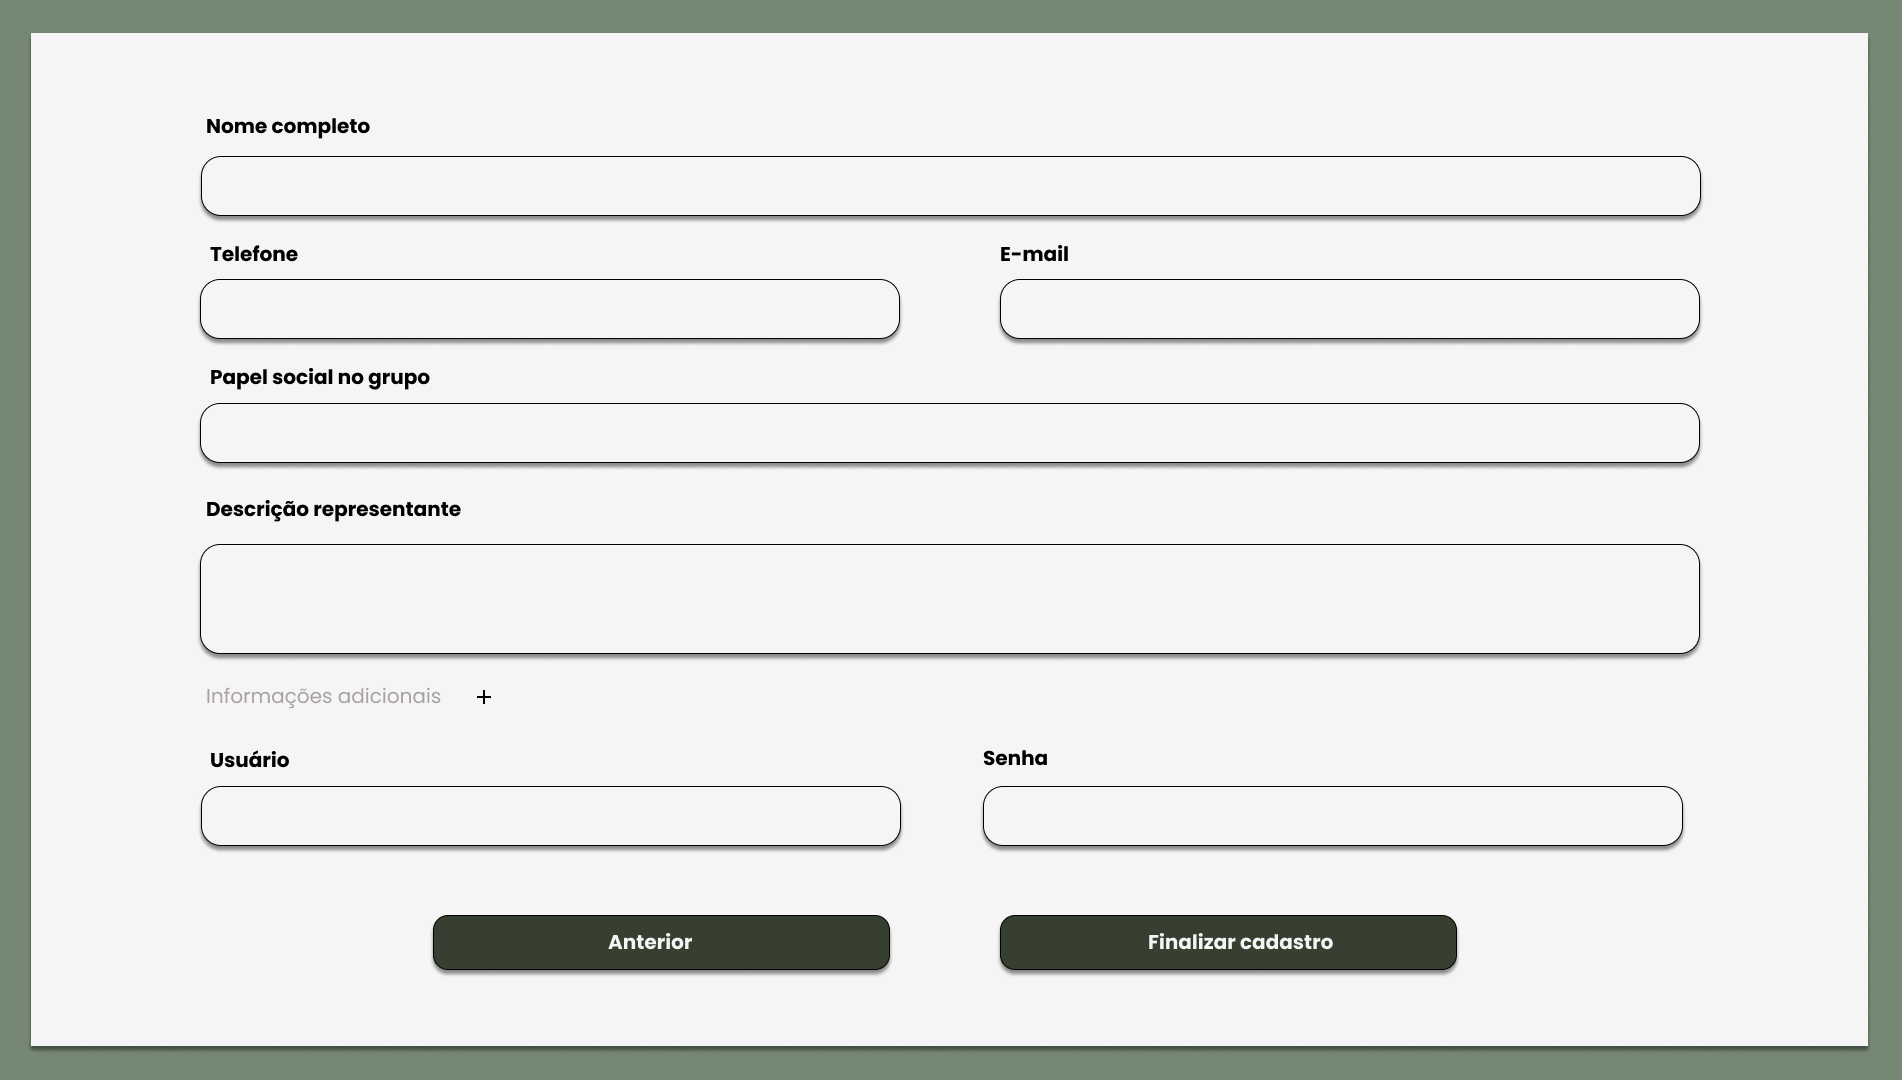 Nome completo
Telefone
E-mail
Papel social no grupo
Descrição representante
Informações adicionais +
Usuário
Senha
Anterior
Finalizar cadastro